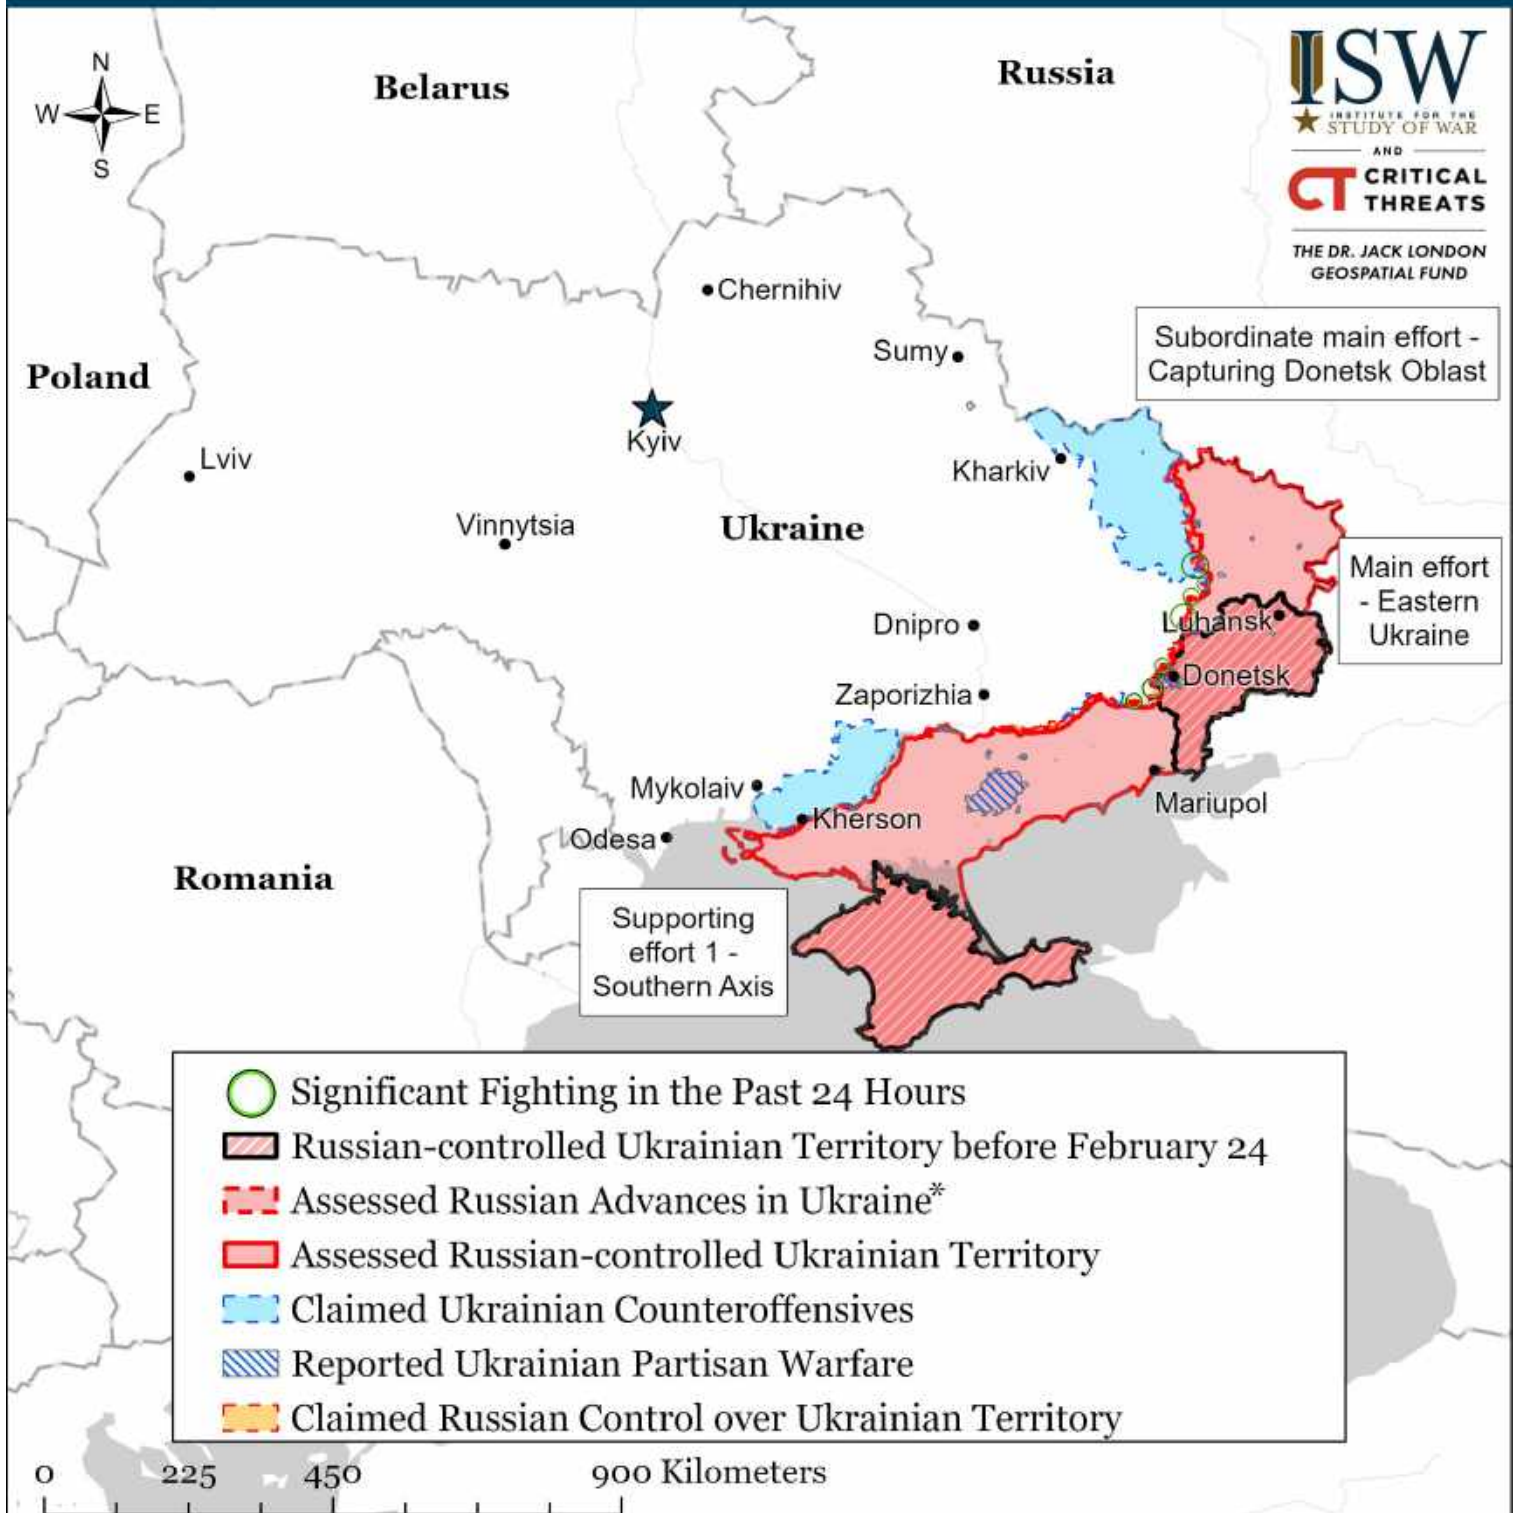 N
W E
S
Belarus
Russia
ISW
INSTITUTE FOR THE
STUDY OF WAR
AND
CT CRITICAL
THREATS
THE DR. JACK LONDON
GEOSPATIAL FUND
Chernihiv
Subordinate main effort -
Capturing Donetsk Oblast
Sumy
Poland
Kyiv
Lviv
Kharkiv
Vinnytsia
Ukraine
Main effort
- Eastern
Ukraine
Dnipro
Luhansk
Donetsk
Zaporizhia
Mykolaiv
Mariupol
Kherson
Odesa
Romania
Supporting
effort 1 -
Southern Axis
Significant Fighting in the Past 24 Hours
Russian-controlled Ukrainian Territory before February 24
Assessed Russian Advances in Ukraine*
Assessed Russian-controlled Ukrainian Territory
Claimed Ukrainian Counteroffensives
Reported Ukrainian Partisan Warfare
Claimed Russian Control over Ukrainian Territory
0 225 450 900 Kilometers